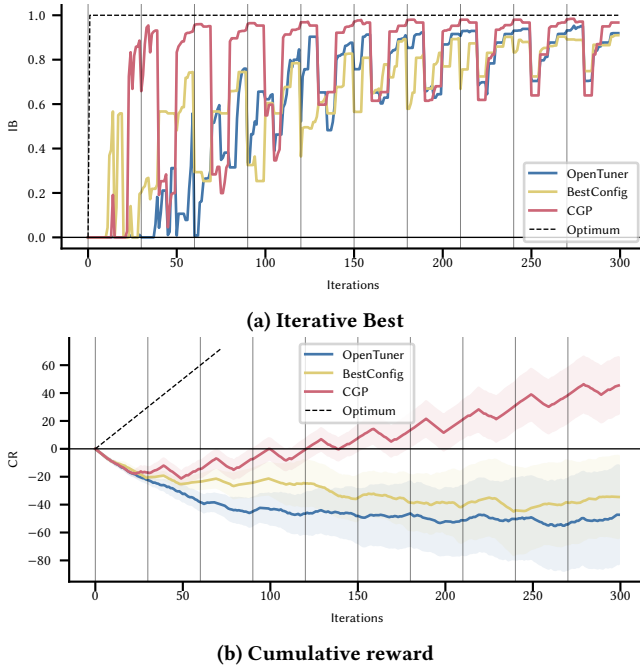 1.0
0.8
0.6
0.4
0.2
0.0
IB
OpenTuner
BestConfig
CGP
Optimum
0 50 100 150 200 250 300
Iterations
(a) Iterative Best
60
40
20
0
−20
−40
−60
−80
CR
OpenTuner
BestConfig
CGP
Optimum
0 50 100 150 200 250 300
Iterations
(b) Cumulative reward